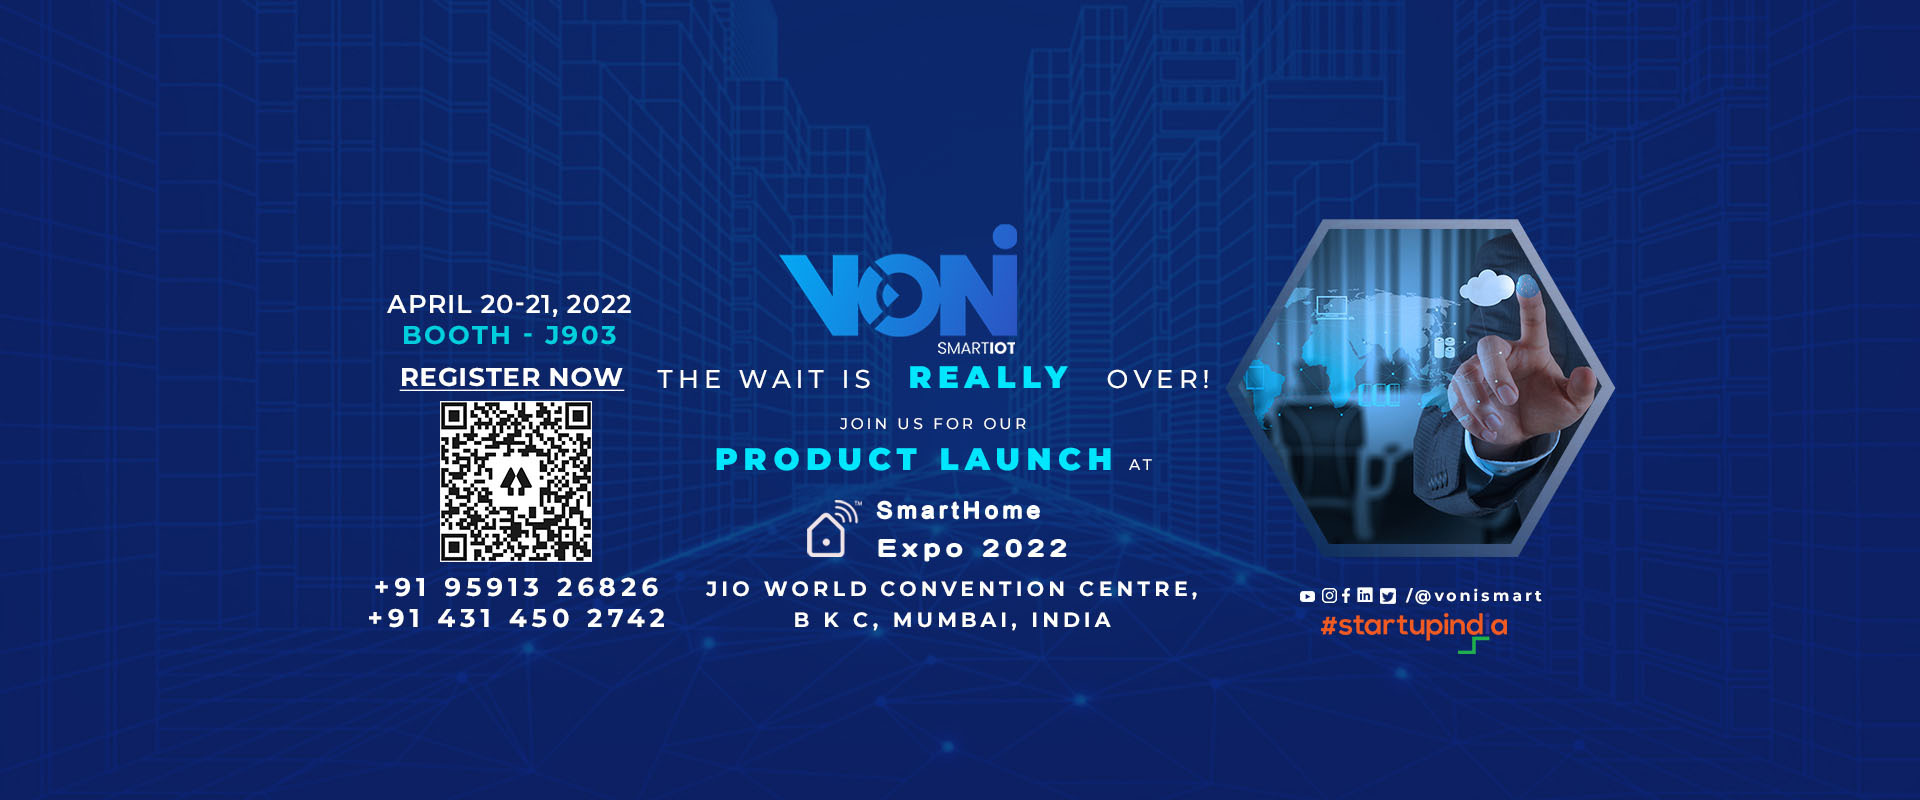 APRIL 20-21, 2022
BOOTH - J903
REGISTER NOW
+91 95913 26826
+91 431 450 2742
VONi
SMARTIOT
THE WAIT IS REALLY OVER!
JOIN US FOR OUR
PRODUCT LAUNCH AT
™
SmartHome
Expo 2022
JIO WORLD CONVENTION CENTRE,
B K C, MUMBAI, INDIA
/@vonismart
#startupindia